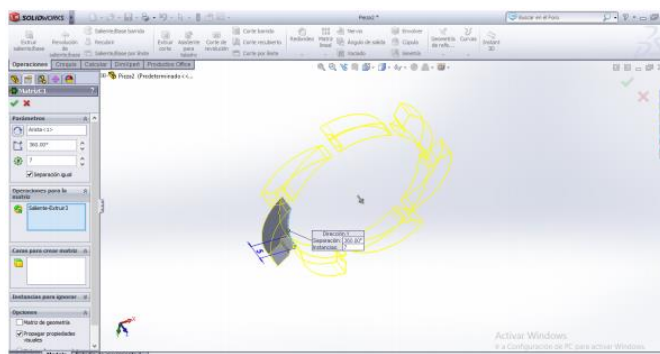 SOLIDWORKS
Pieza2 *
Buscar en el Foro
Extruir saliente/base
Revolución de saliente/base
Saliente/Base barrido
Recubrir
Saliente/Base por límite
Extruir corte
Asistente para taladro
Corte de revolución
Corte barrido
Corte recubierto
Corte por límite
Redondeo
Matriz lineal
Nervio
Ángulo de salida
Vaciado
Envolver
Cúpula
Simetría
Geometría de refe...
Curvas
Instant 3D
Operaciones
Croquis
Calcular
DimXpert
Productos Office
Pieza2 (Predeterminado<<...
MatrizC1
Parámetros
Arista<1>
360.00°
7
Separación igual
Operaciones para la matriz
Saliente-Extruir3
Caras para crear matriz
Instancias para ignorar
Opciones
Matriz de geometría
Propagar propiedades visuales
Dirección 1
Separación: 360.00°
Instancias: 7
5
Activar Windows
Ir a Configuración de PC para activar Windows.